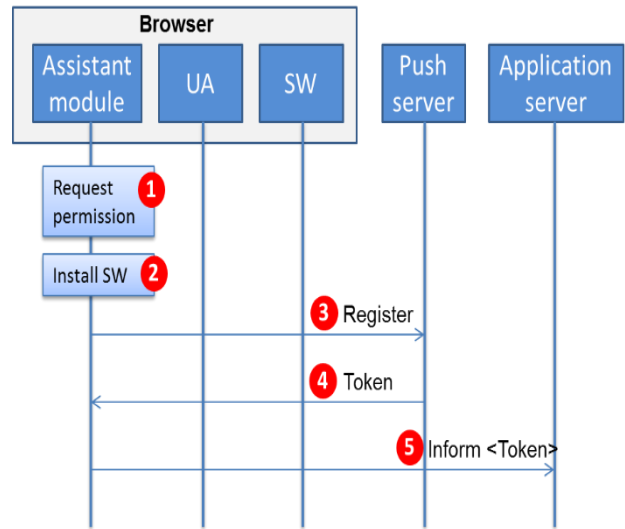 Browser
Assistant
module
UA
SW
Push
server
Application
server
Request
permission
1
Install SW
2
3 Register
4 Token
5 Inform <Token>